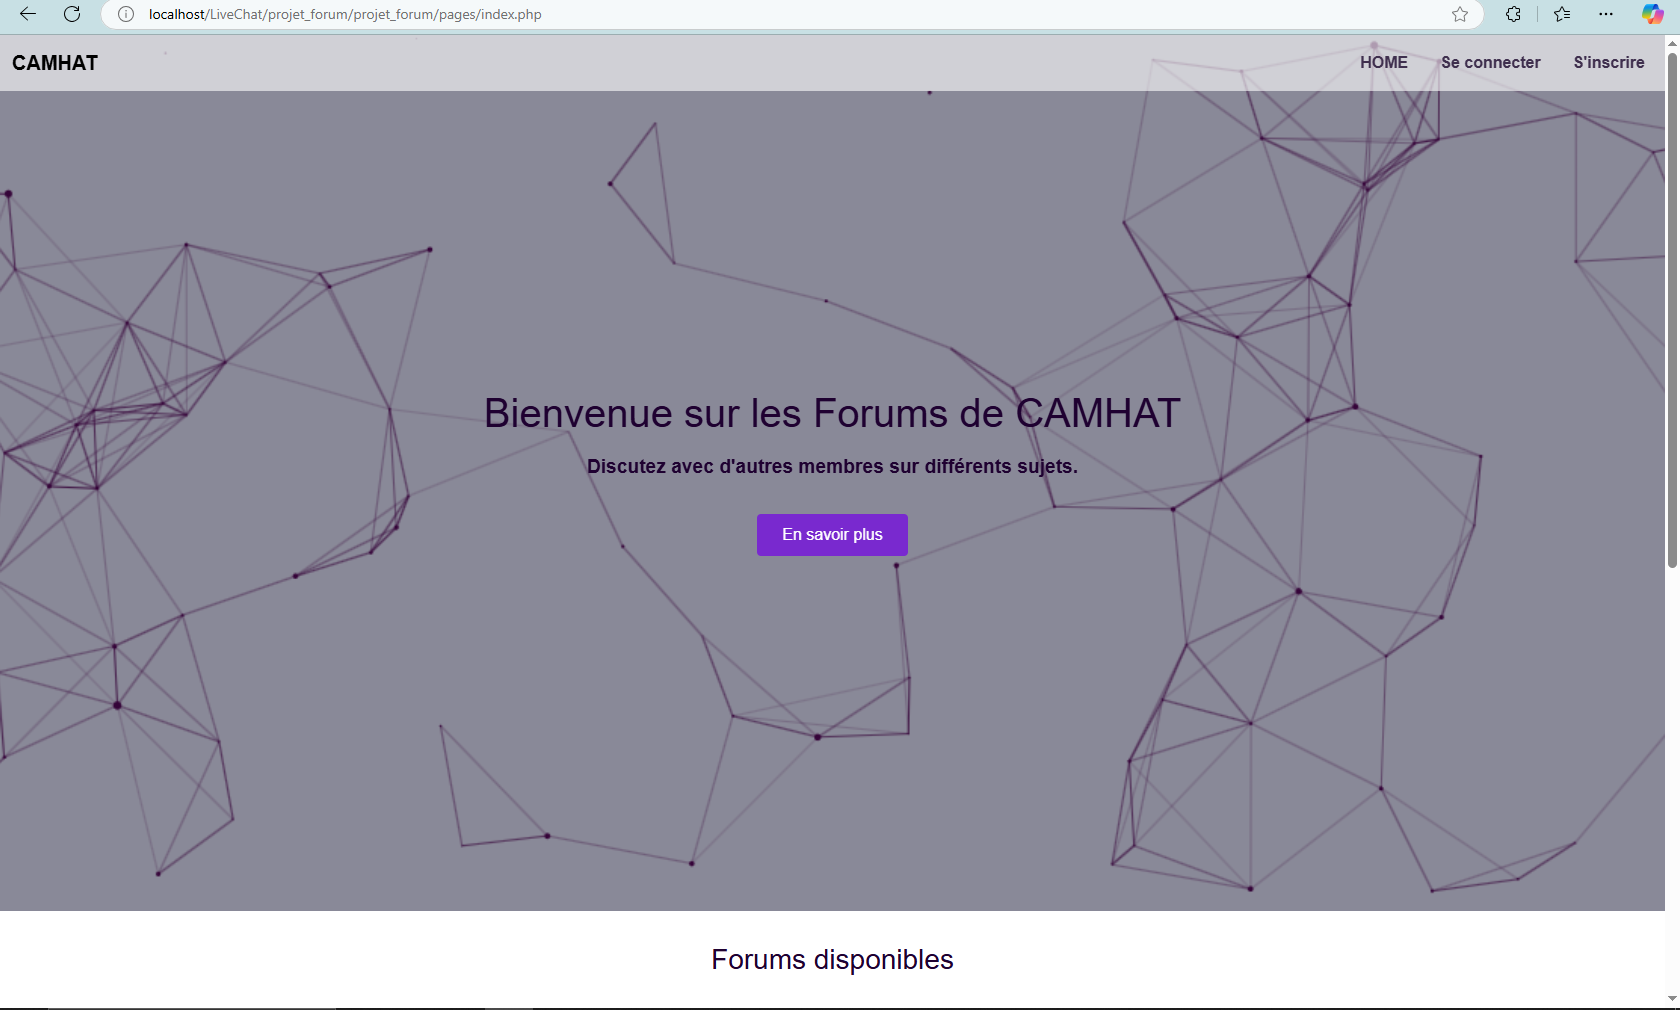 localhost/LiveChat/projet_forum/projet_forum/pages/index.php
CAMHAT
HOME Se connecter S'inscrire
Bienvenue sur les Forums de CAMHAT
Discutez avec d'autres membres sur différents sujets.
En savoir plus
Forums disponibles